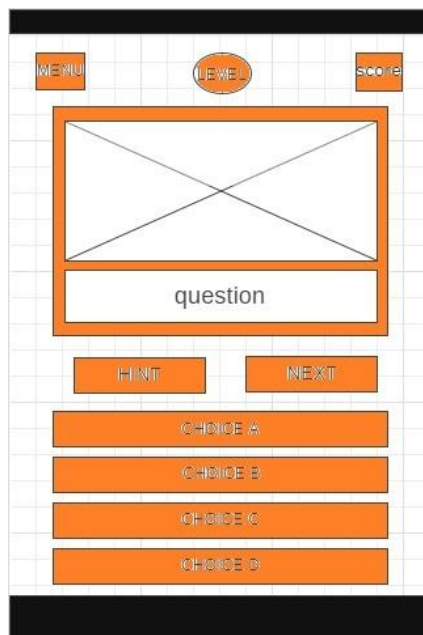 MENU
LEVEL
score
question
HINT
NEXT
CHOICE A
CHOICE B
CHOICE C
CHOICE D